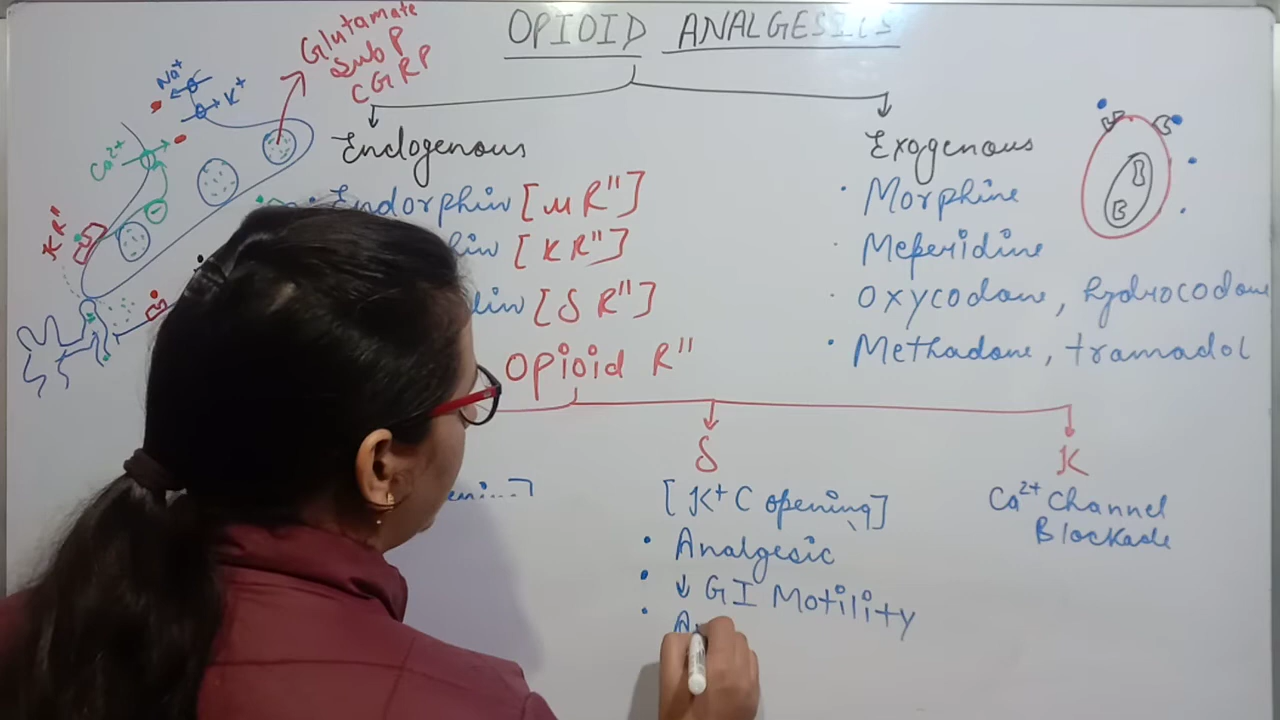 OPIOID ANALGESICS
Glutamate
Sub P
CGRP
Na+
K+
Ca2+
Κ R"
Endogenous
Endorphin [μ R"]
[Κ R"]
[δ R"]
Exogenous
· Morphine
· Meperidine
· Oxycodone, hydrocodone
· Methadone, tramadol
Opioid R"
δ
[K+ C opening]
• Analgesic
• ↓ GI Motility
•
Κ
Ca2+ Channel
Blockade